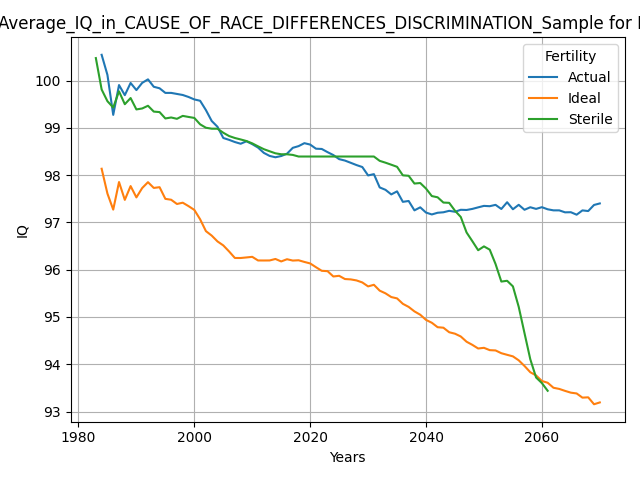 Average_IQ_in_CAUSE_OF_RACE_DIFFERENCES_DISCRIMINATION_Sample for
Fertility
Actual
Ideal
Sterile
100
99
98
97
96
95
94
93
IQ
1980
2000
2020
2040
2060
Years